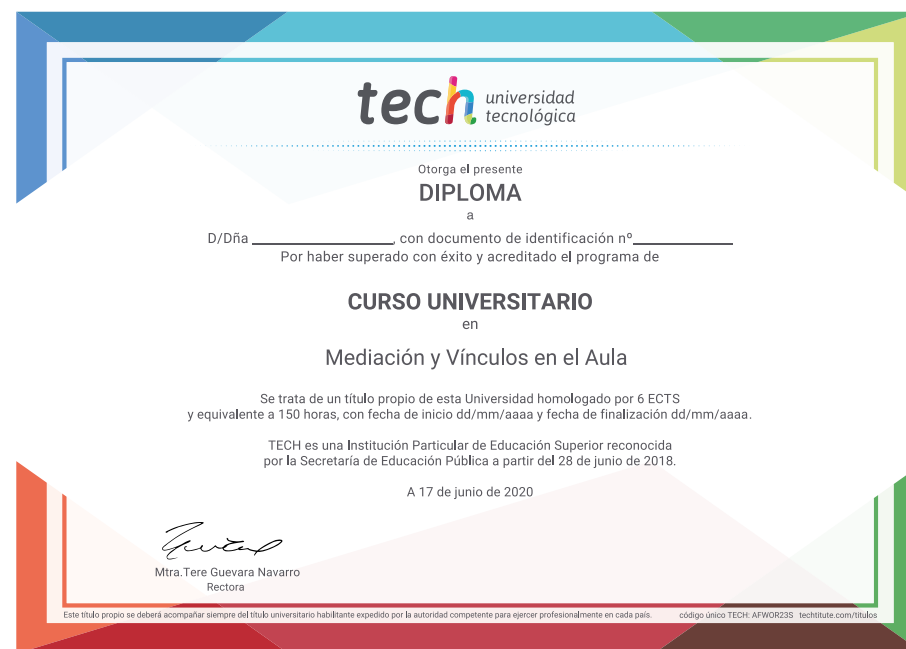 tech universidad
tecnológica
Otorga el presente
DIPLOMA
a
D/Dña ____________________, con documento de identificación nº______________
Por haber superado con éxito y acreditado el programa de
CURSO UNIVERSITARIO
en
Mediación y Vínculos en el Aula
Se trata de un título propio de esta Universidad homologado por 6 ECTS
y equivalente a 150 horas, con fecha de inicio dd/mm/aaaa y fecha de finalización dd/mm/aaaa.
TECH es una Institución Particular de Educación Superior reconocida
por la Secretaría de Educación Pública a partir del 28 de junio de 2018.
A 17 de junio de 2020
Mtra.Tere Guevara Navarro
Rectora
Este título propio se deberá acompañar siempre del título universitario habilitante expedido por la autoridad competente para ejercer profesionalmente en cada país. código único TECH: AFWOR23S techtitute.com/titulos